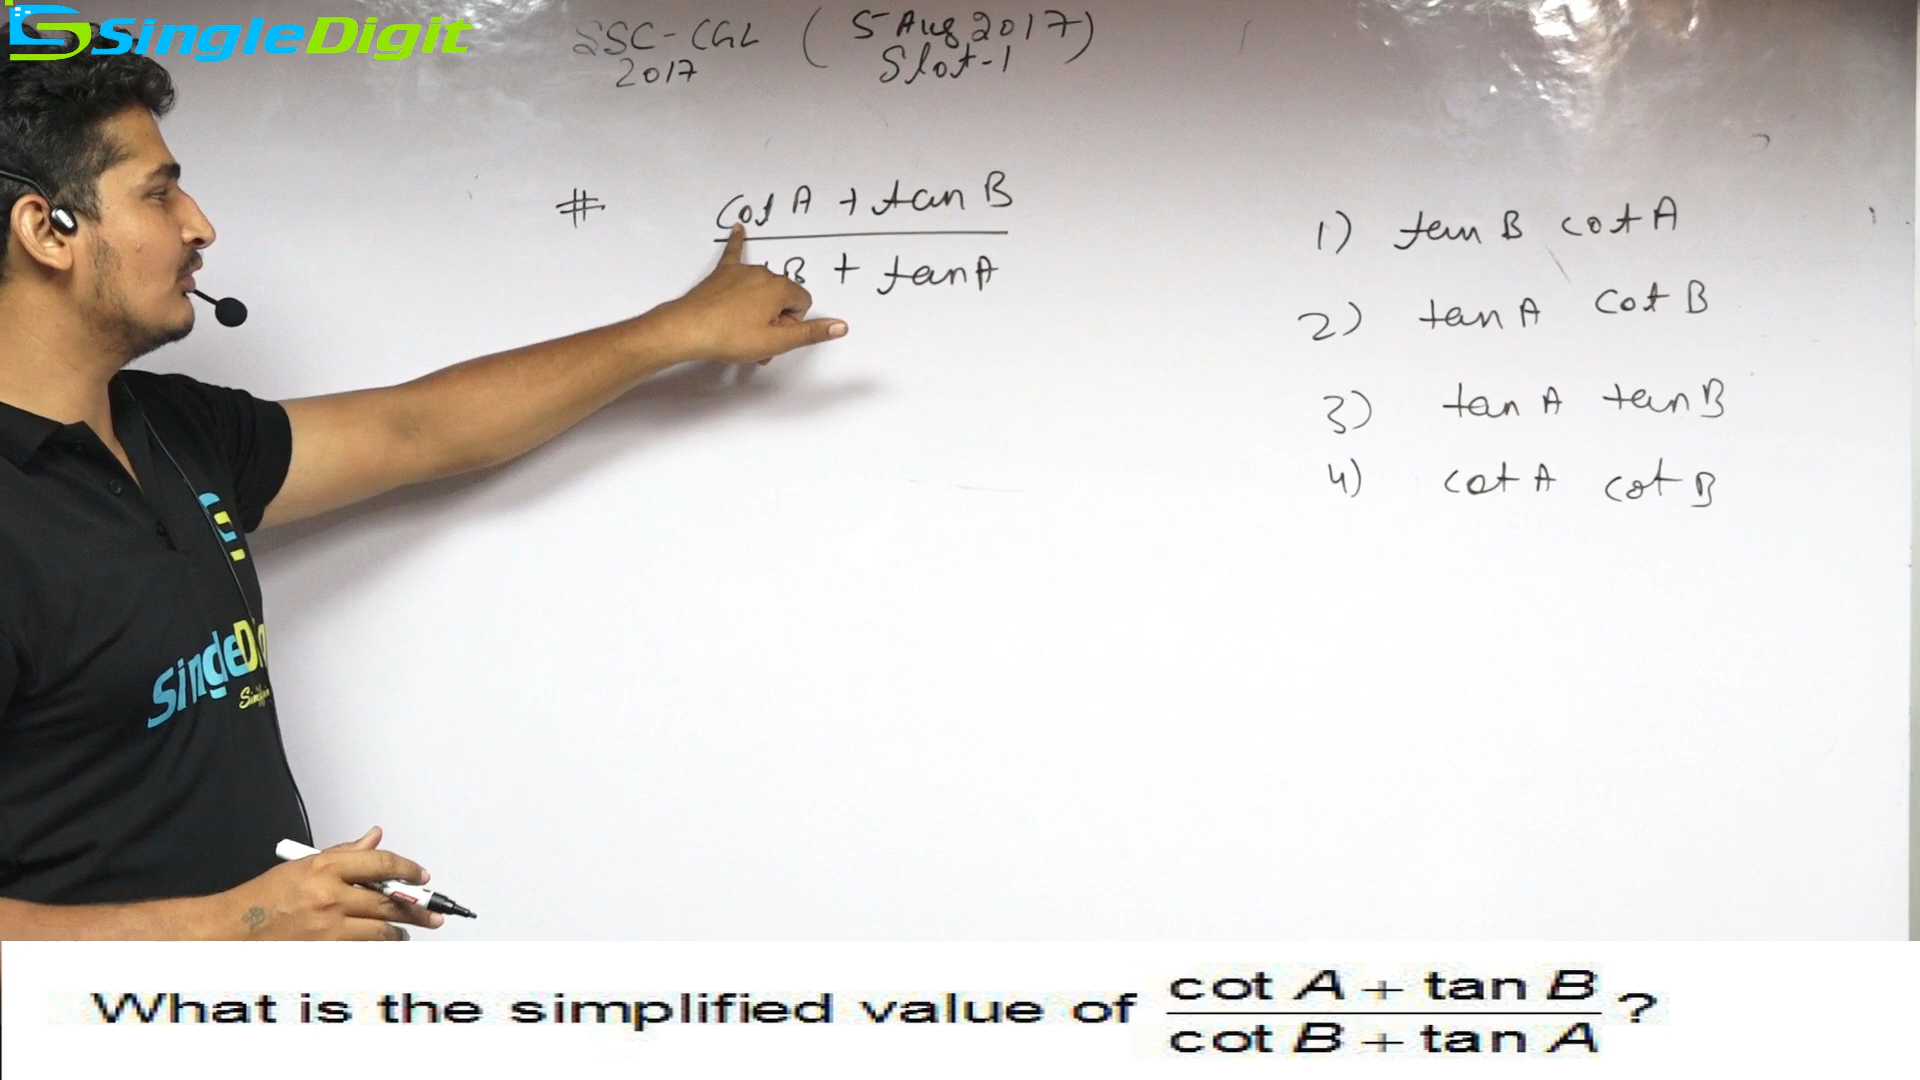 SingleDigit
SSC-CGL 2017
(5 Aug 2017)
Slot-1
# cot A + tan B
B + tan A
1) tan B cot A
2) tan A cot B
3) tan A tan B
4) cot A cot B
What is the simplified value of cot A + tan B / cot B + tan A ?